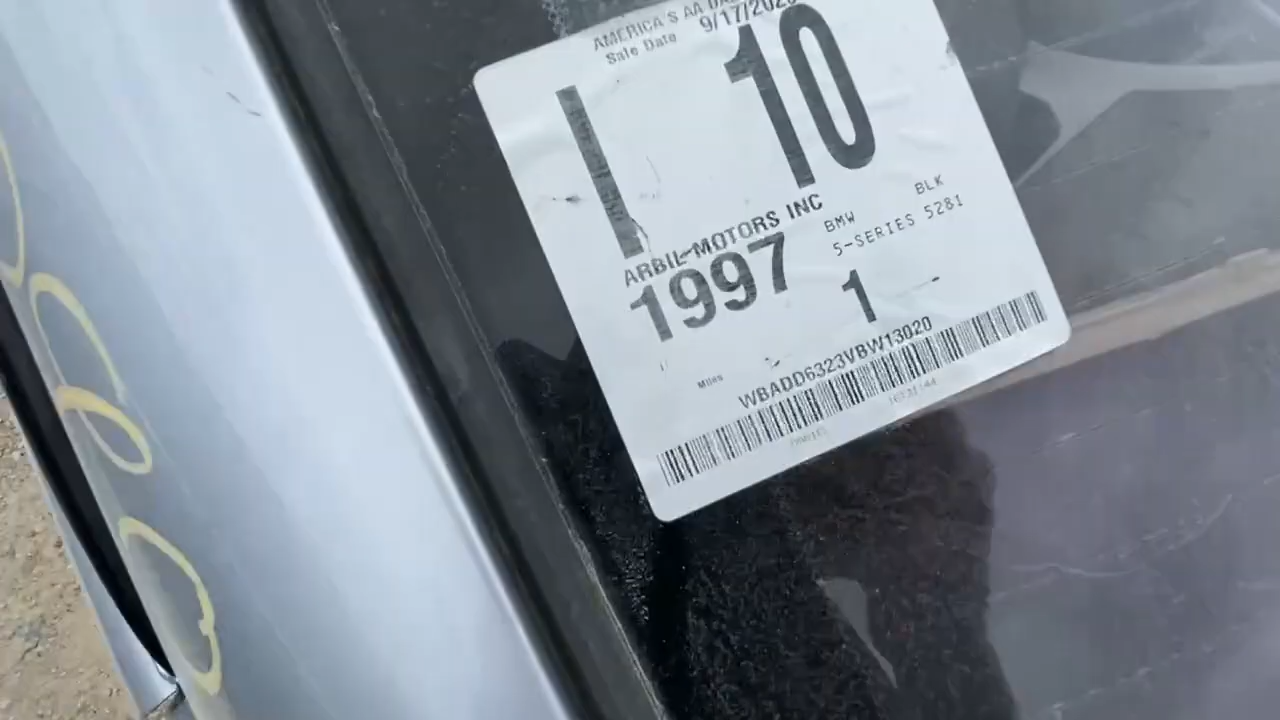 AMERICA'S AA
Sale Date 9/17/202
10
ARBIL MOTORS INC
1997
BMW BLK
5-SERIES 528I
1
Miles
WBADD6323VBW13020